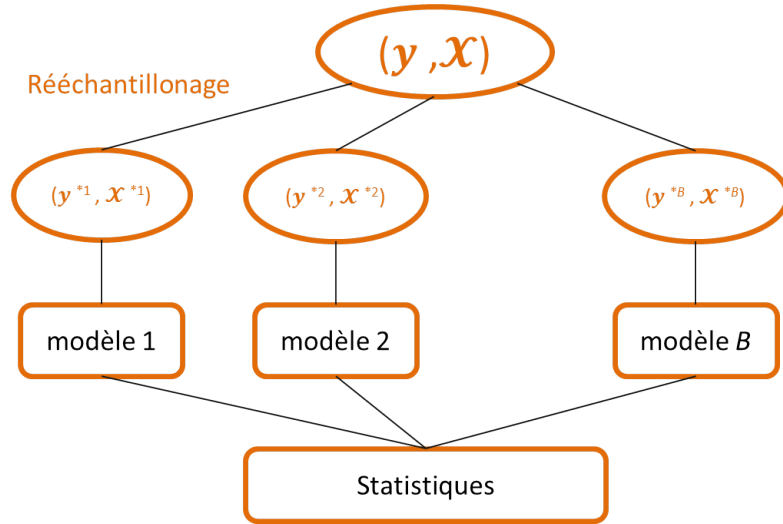 (y ,X)
Rééchantillonage
(y *1 , X *1)
(y *2 , X *2)
(y *B , X *B)
modèle 1
modèle 2
modèle B
Statistiques